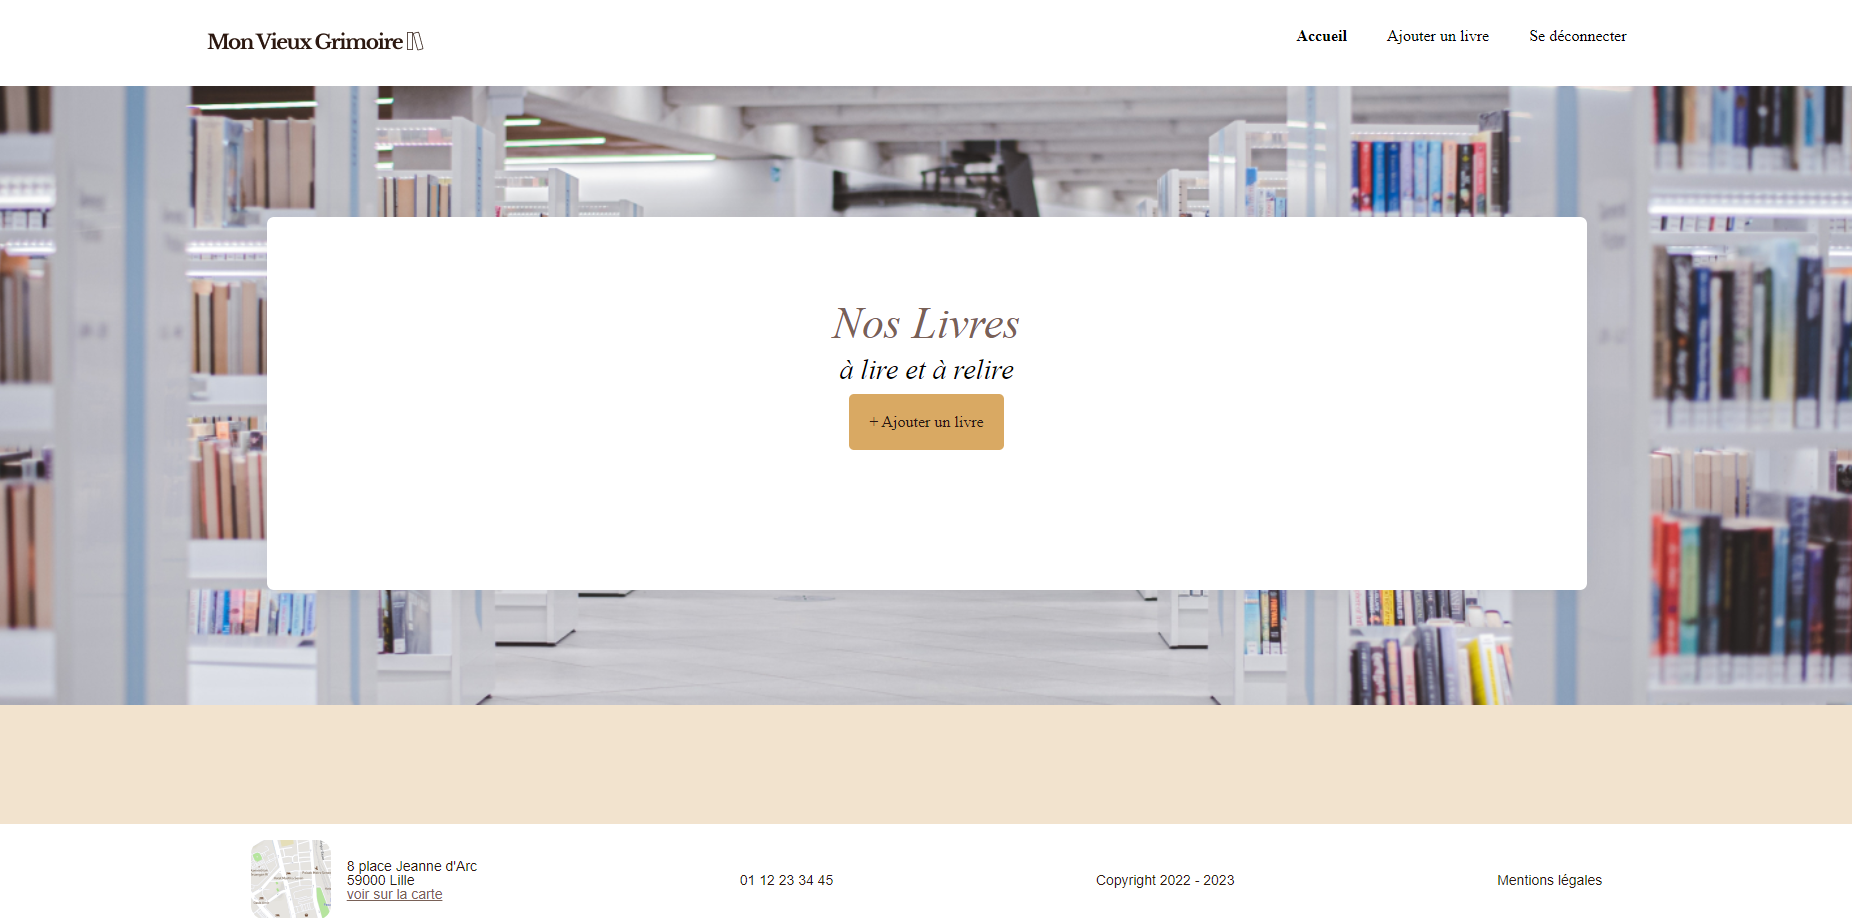 Mon Vieux Grimoire
Accueil
Ajouter un livre
Se déconnecter
Nos Livres
à lire et à relire
+ Ajouter un livre
8 place Jeanne d'Arc
59000 Lille
voir sur la carte
01 12 23 34 45
Copyright 2022 - 2023
Mentions légales